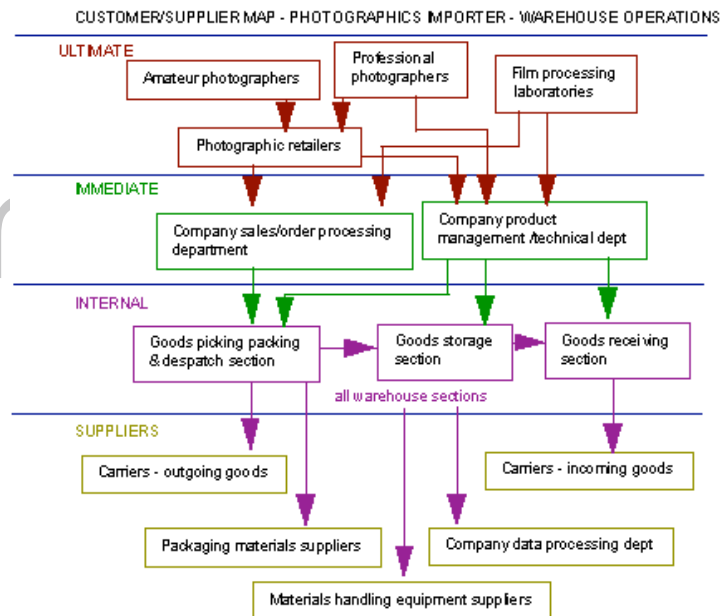 CUSTOMER/SUPPLIER MAP - PHOTOGRAPHICS IMPORTER - WAREHOUSE OPERATIONS
ULTIMATE
Amateur photographers
Professional
photographers
Film processing
laboratories
Photographic retailers
IMMEDIATE
Company sales/order processing
department
Company product
management /technical dept
INTERNAL
Goods picking packing
& despatch section
Goods storage
section
Goods receiving
section
all warehouse sections
SUPPLIERS
Carriers - outgoing goods
Carriers - incoming goods
Packaging materials suppliers
Company data processing dept
Materials handling equipment suppliers